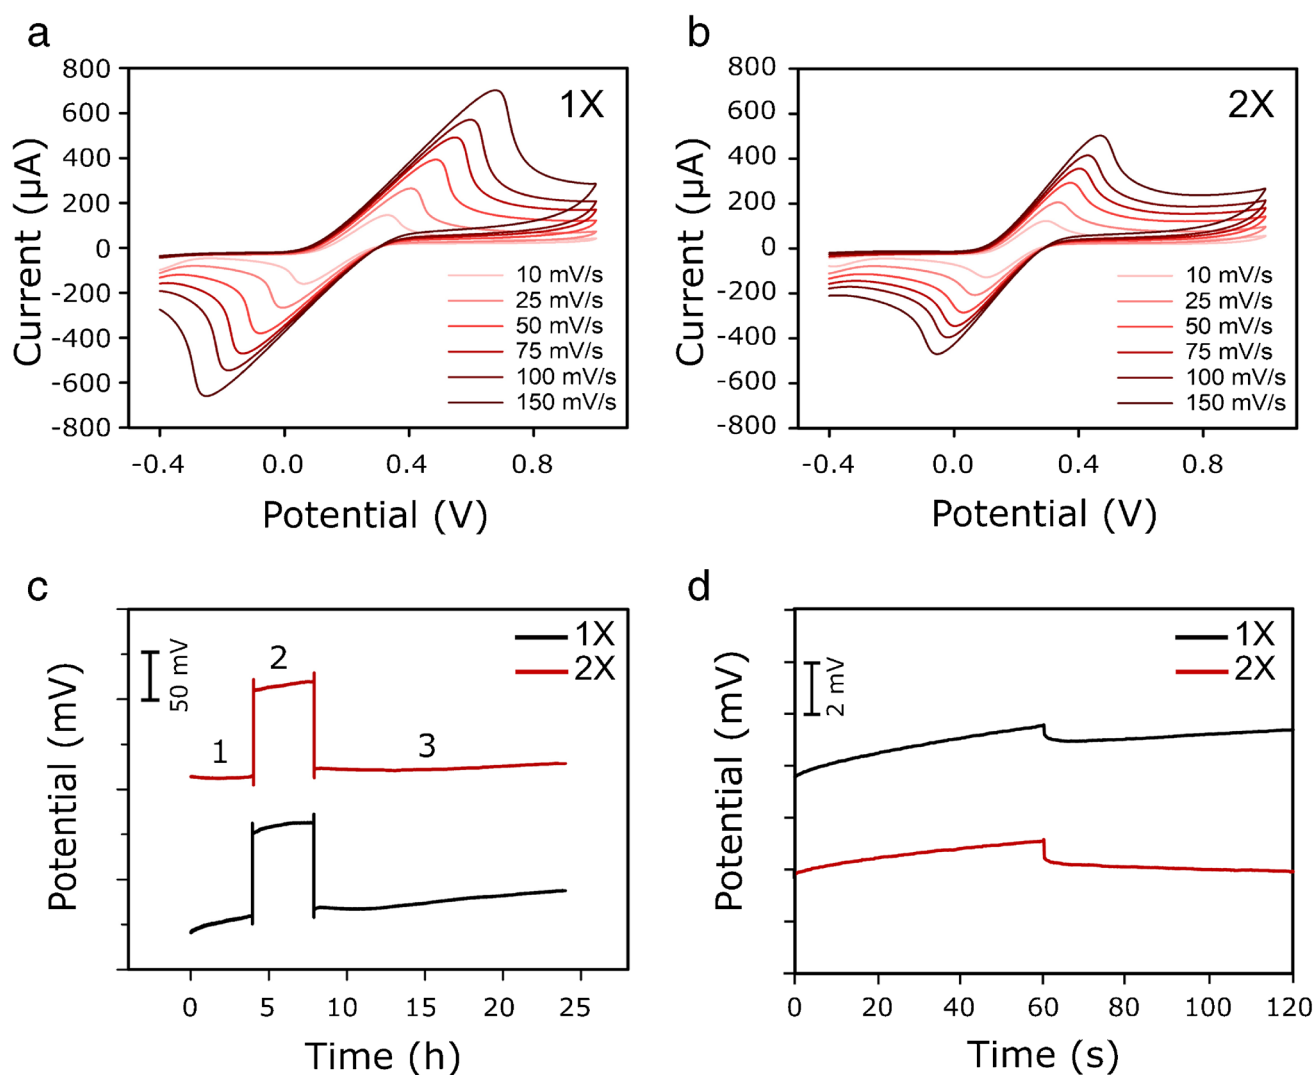 a
1X
Current (µA)
800
600
400
200
0
-200
-400
-600
-800
10 mV/s
25 mV/s
50 mV/s
75 mV/s
100 mV/s
150 mV/s
-0.4
0.0
0.4
0.8
Potential (V)
b
2X
Current (µA)
800
600
400
200
0
-200
-400
-600
-800
10 mV/s
25 mV/s
50 mV/s
75 mV/s
100 mV/s
150 mV/s
-0.4
0.0
0.4
0.8
Potential (V)
c
Potential (mV)
50 mV
1X
2X
1
2
3
0
5
10
15
20
25
Time (h)
d
Potential (mV)
2 mV
1X
2X
0
20
40
60
80
100
120
Time (s)